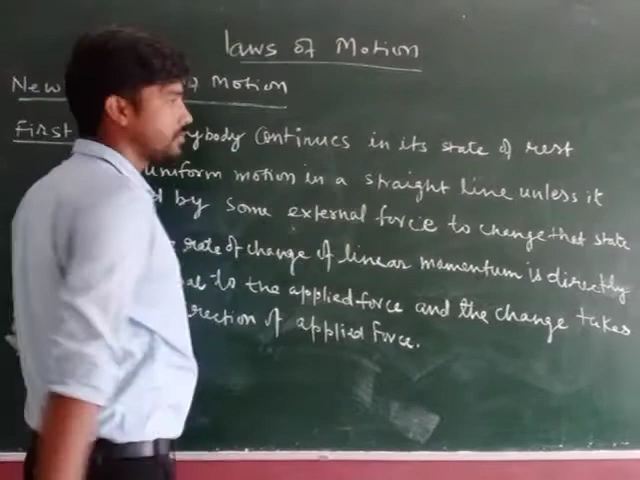 Laws of Motion
New Motion
First body continues in its state of rest
uniform motion in a straight line unless it
by some external force to change that state
rate of change of linear momentum is directly
to the applied force and the change takes
rection of applied force.